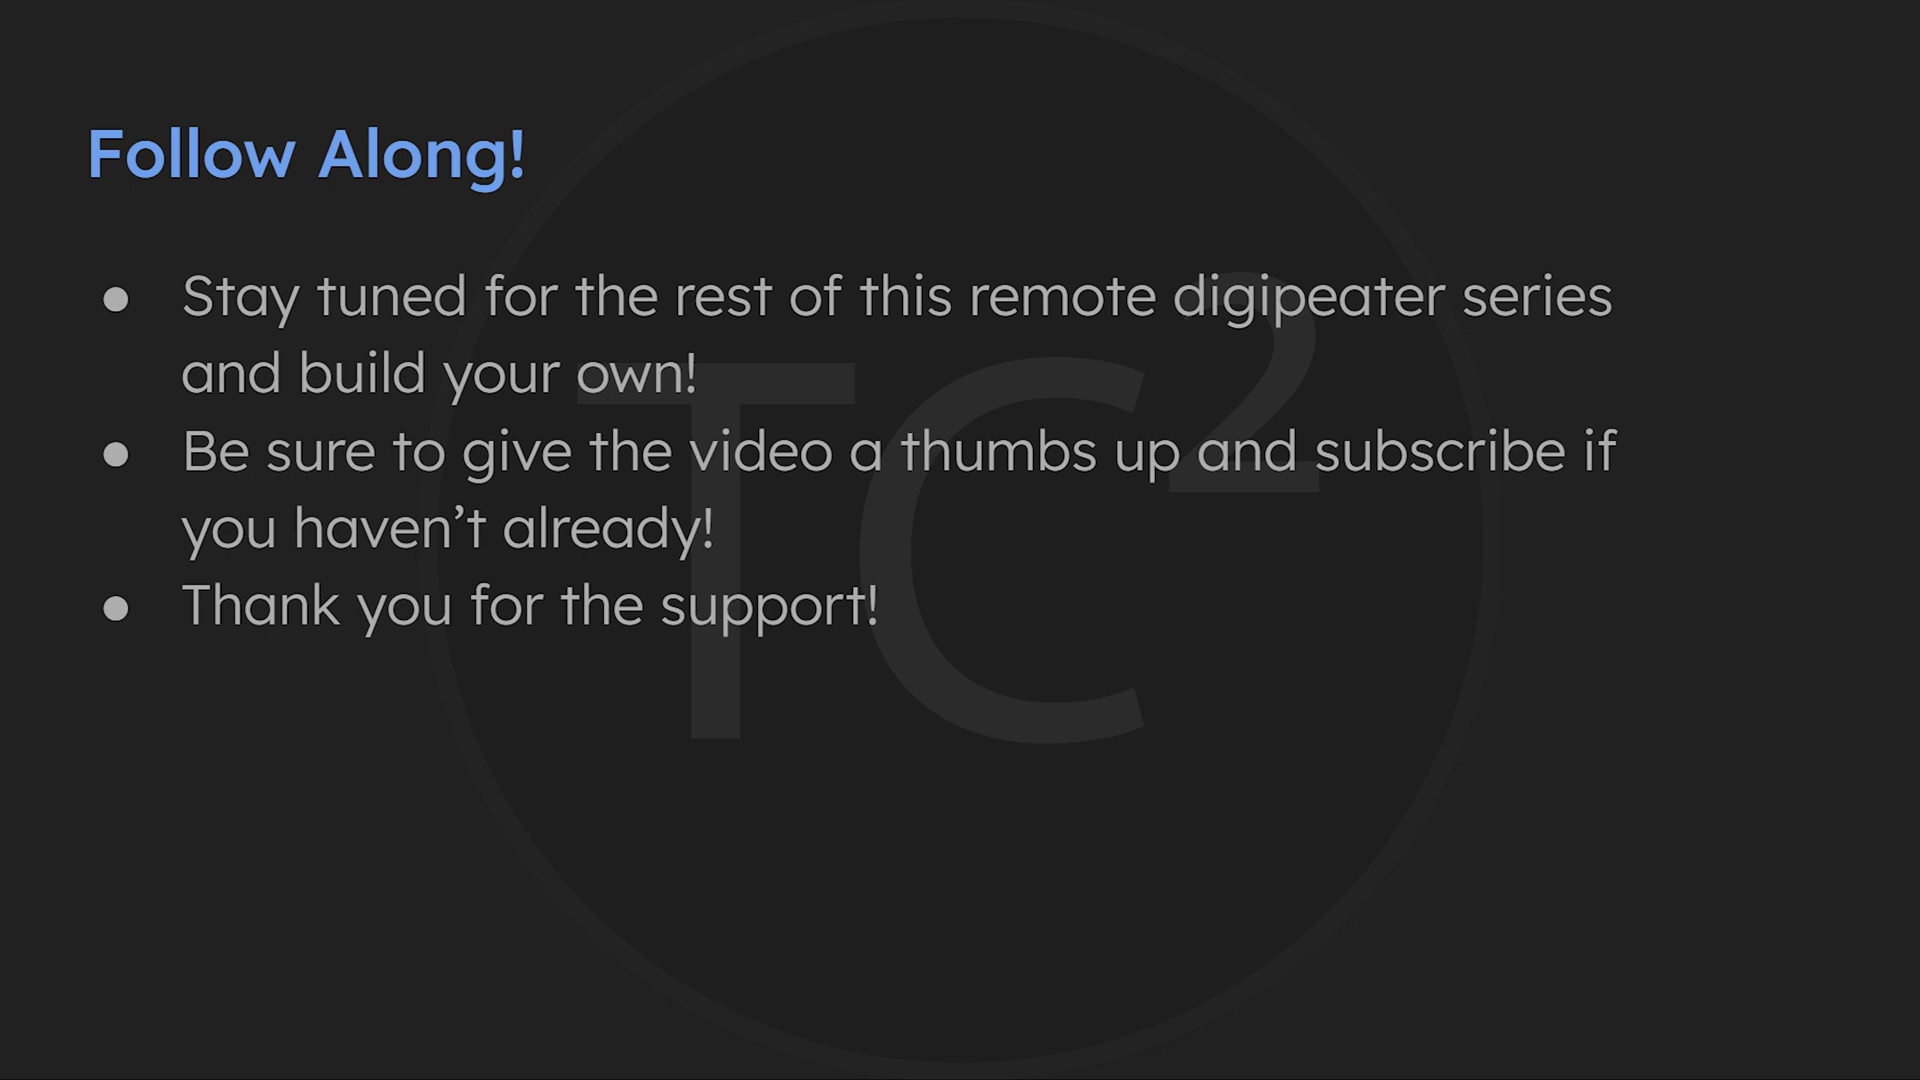 Follow Along!
● Stay tuned for the rest of this remote digipeater series
and build your own!
● Be sure to give the video a thumbs up and subscribe if
you haven’t already!
● Thank you for the support!
TC²